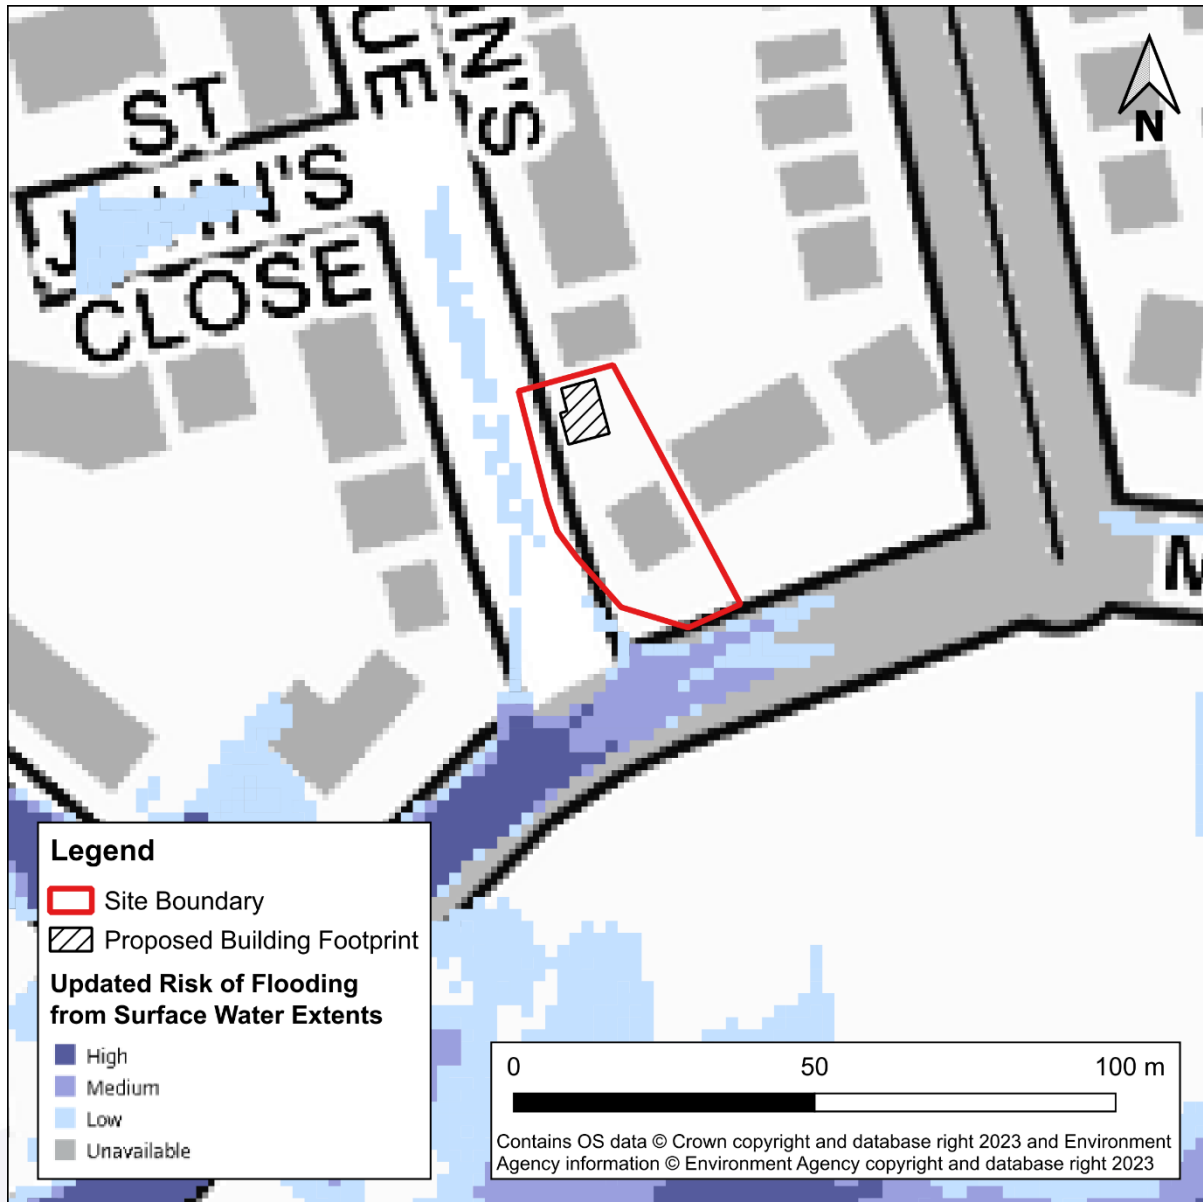 ST
JOHN'S
CLOSE
N'S
N
M
Legend
Site Boundary
Proposed Building Footprint
Updated Risk of Flooding
from Surface Water Extents
High
Medium
Low
Unavailable
0 50 100 m
Contains OS data © Crown copyright and database right 2023 and Environment
Agency information © Environment Agency copyright and database right 2023